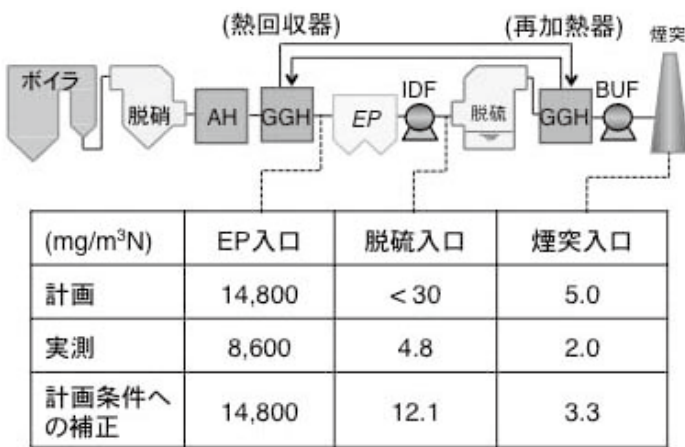 (熱回収器)
(再加熱器)
煙突
ボイラ
脱硝
AH
GGH
EP
IDF
脱硫
GGH
BUF
(mg/m³N) EP入口 脱硫入口 煙突入口
計画 14,800 <30 5.0
実測 8,600 4.8 2.0
計画条件へ
の補正 14,800 12.1 3.3